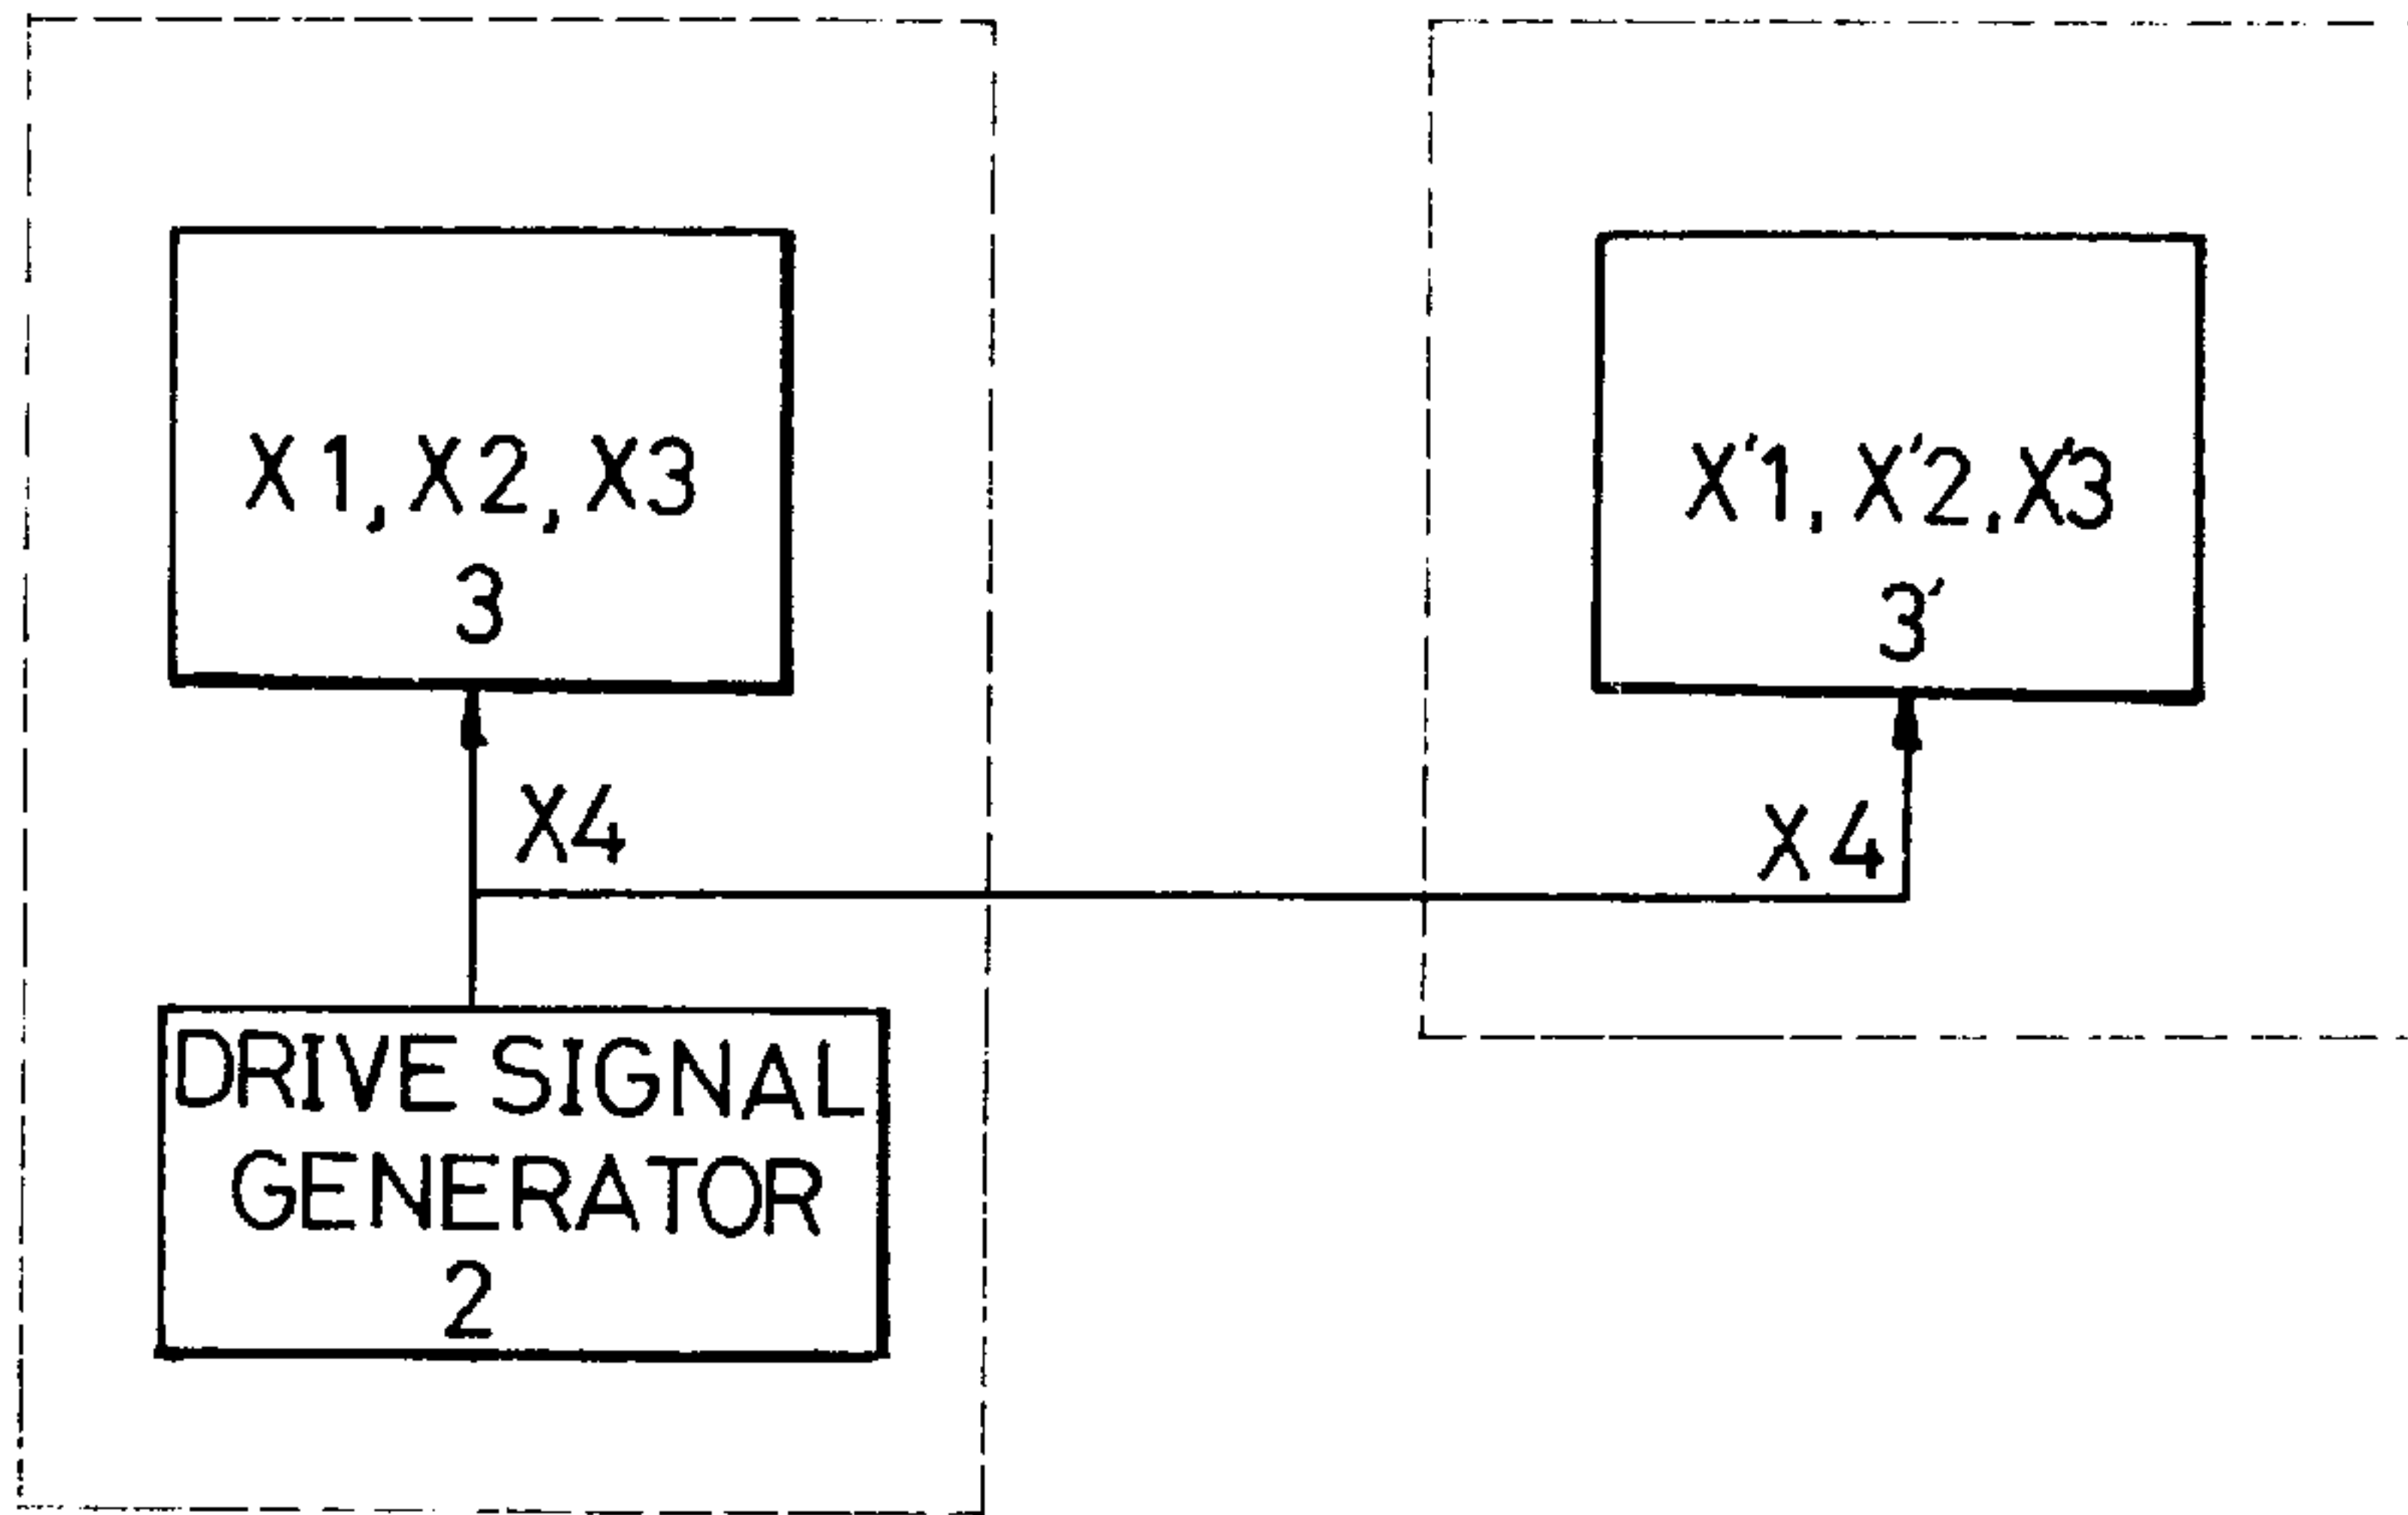 X1, X2, X3
3
X4
DRIVE SIGNAL
GENERATOR
2
X'1, X'2, X'3
3'
X4